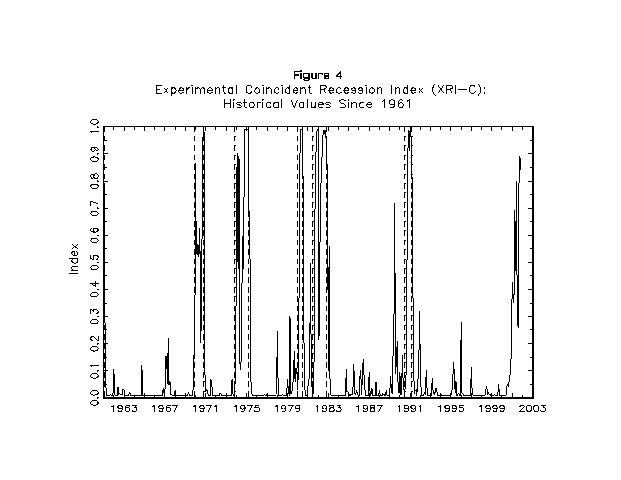 Figure 4
Experimental Coincident Recession Index (XRI-C):
Historical Values Since 1961
Index
1.0
0.9
0.8
0.7
0.6
0.5
0.4
0.3
0.2
0.1
0.0
1963 1967 1971 1975 1979 1983 1987 1991 1995 1999 2003